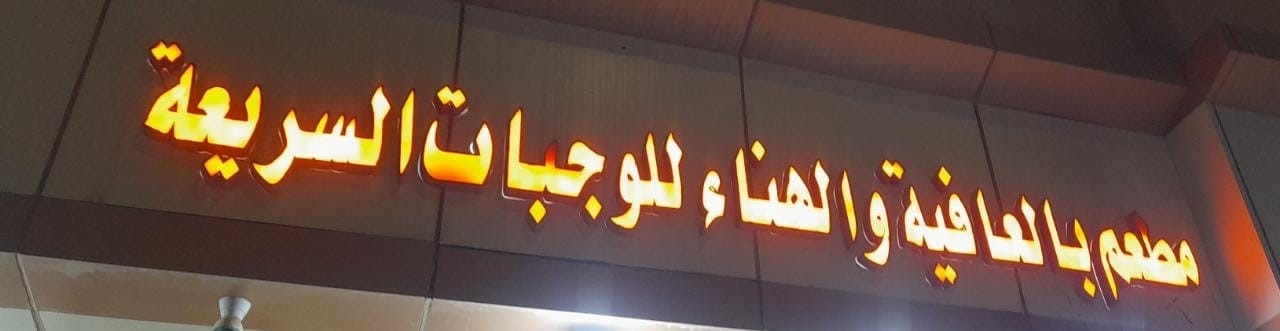 مطعم بالعافية والهناء للوجبات السريعة